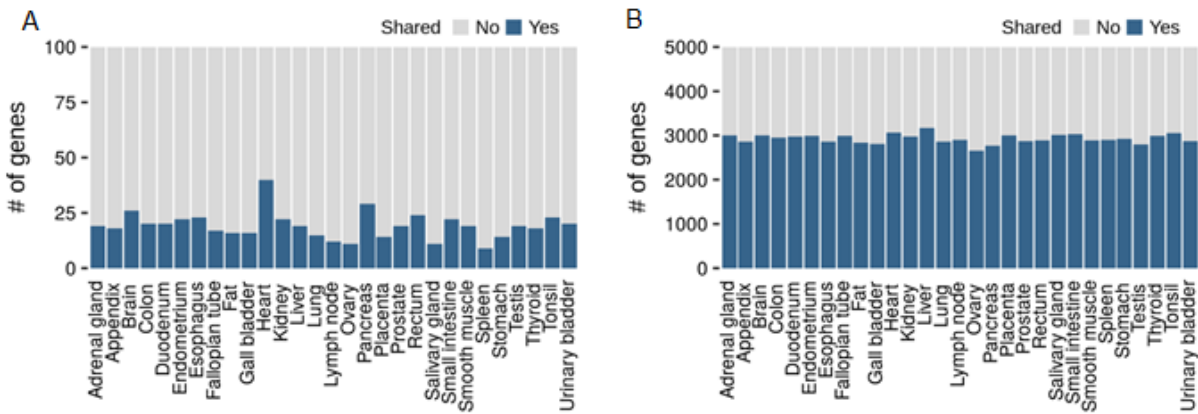 A
Shared No Yes
# of genes
100
75
50
25
0
Adrenal gland
Appendix
Brain
Colon
Duodenum
Endometrium
Esophagus
Fallopian tube
Fat
Gall bladder
Heart
Kidney
Liver
Lung
Lymph node
Ovary
Pancreas
Placenta
Prostate
Rectum
Salivary gland
Small intestine
Smooth muscle
Spleen
Stomach
Testis
Thyroid
Tonsil
Urinary bladder
B
Shared No Yes
# of genes
5000
4000
3000
2000
1000
0
Adrenal gland
Appendix
Brain
Colon
Duodenum
Endometrium
Esophagus
Fallopian tube
Fat
Gall bladder
Heart
Kidney
Liver
Lung
Lymph node
Ovary
Pancreas
Placenta
Prostate
Rectum
Salivary gland
Small intestine
Smooth muscle
Spleen
Stomach
Testis
Thyroid
Tonsil
Urinary bladder